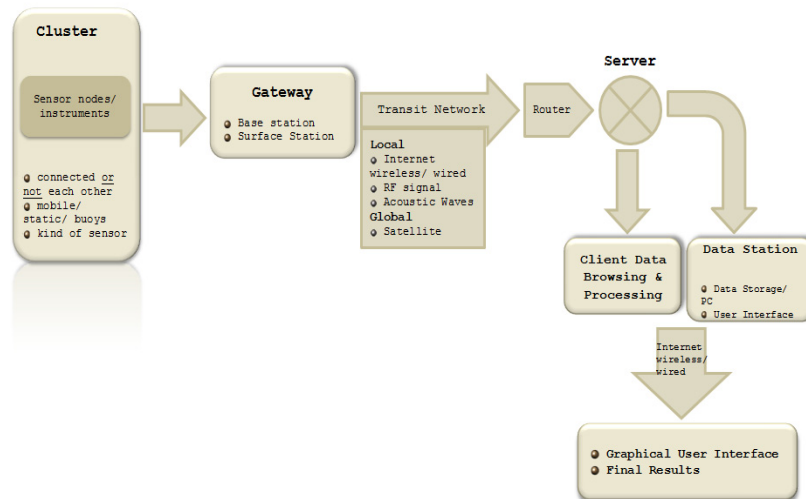 Cluster
Sensor nodes/
instruments
connected or
not each other
mobile/
static/ buoys
kind of sensor
Gateway
Base station
Surface Station
Transit Network
Local
Internet
wireless/ wired
RF signal
Acoustic Waves
Global
Satellite
Router
Server
Client Data
Browsing &
Processing
Data Station
Data Storage/
PC
User Interface
Internet
wireless/
wired
Graphical User Interface
Final Results